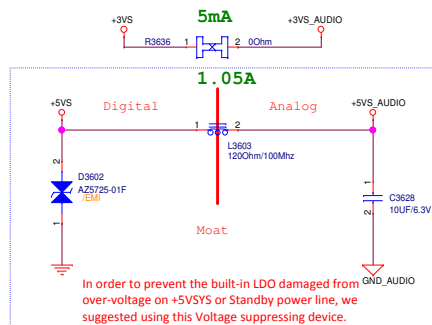 5mA
+3VS
+3VS_AUDIO
R3636
1
2
0Ohm
1.05A
+5VS
Digital
Analog
+5VS_AUDIO
1
2
L3603
120Ohm/100Mhz
2
D3602
AZ5725-01F
/EMI
1
1
C3628
10UF/6.3V
2
Moat
GND_AUDIO
In order to prevent the built-in LDO damaged from
over-voltage on +5VSYS or Standby power line, we
suggested using this Voltage suppressing device.